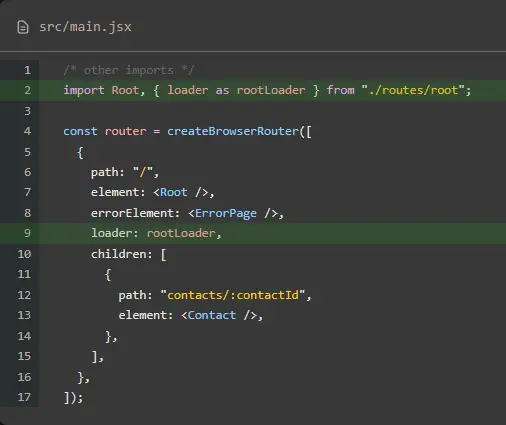 src/main.jsx
1 /* other imports */
2 import Root, { loader as rootLoader } from "./routes/root";
3
4 const router = createBrowserRouter([
5   {
6     path: "/",
7     element: <Root />,
8     errorElement: <ErrorPage />,
9     loader: rootLoader,
10     children: [
11       {
12         path: "contacts/:contactId",
13         element: <Contact />,
14       },
15     ],
16   },
17 ]);